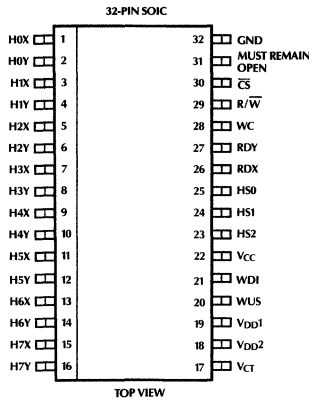 32-PIN SOIC
H0X 1 32 GND
H0Y 2 31 MUST REMAIN OPEN
H1X 3 30 C̅S̅
H1Y 4 29 R/W̅
H2X 5 28 WC
H2Y 6 27 RDY
H3X 7 26 RDX
H3Y 8 25 HS0
H4X 9 24 HS1
H4Y 10 23 HS2
H5X 11 22 VCC
H5Y 12 21 WDI
H6X 13 20 WUS
H6Y 14 19 VDD1
H7X 15 18 VDD2
H7Y 16 17 VCT
TOP VIEW